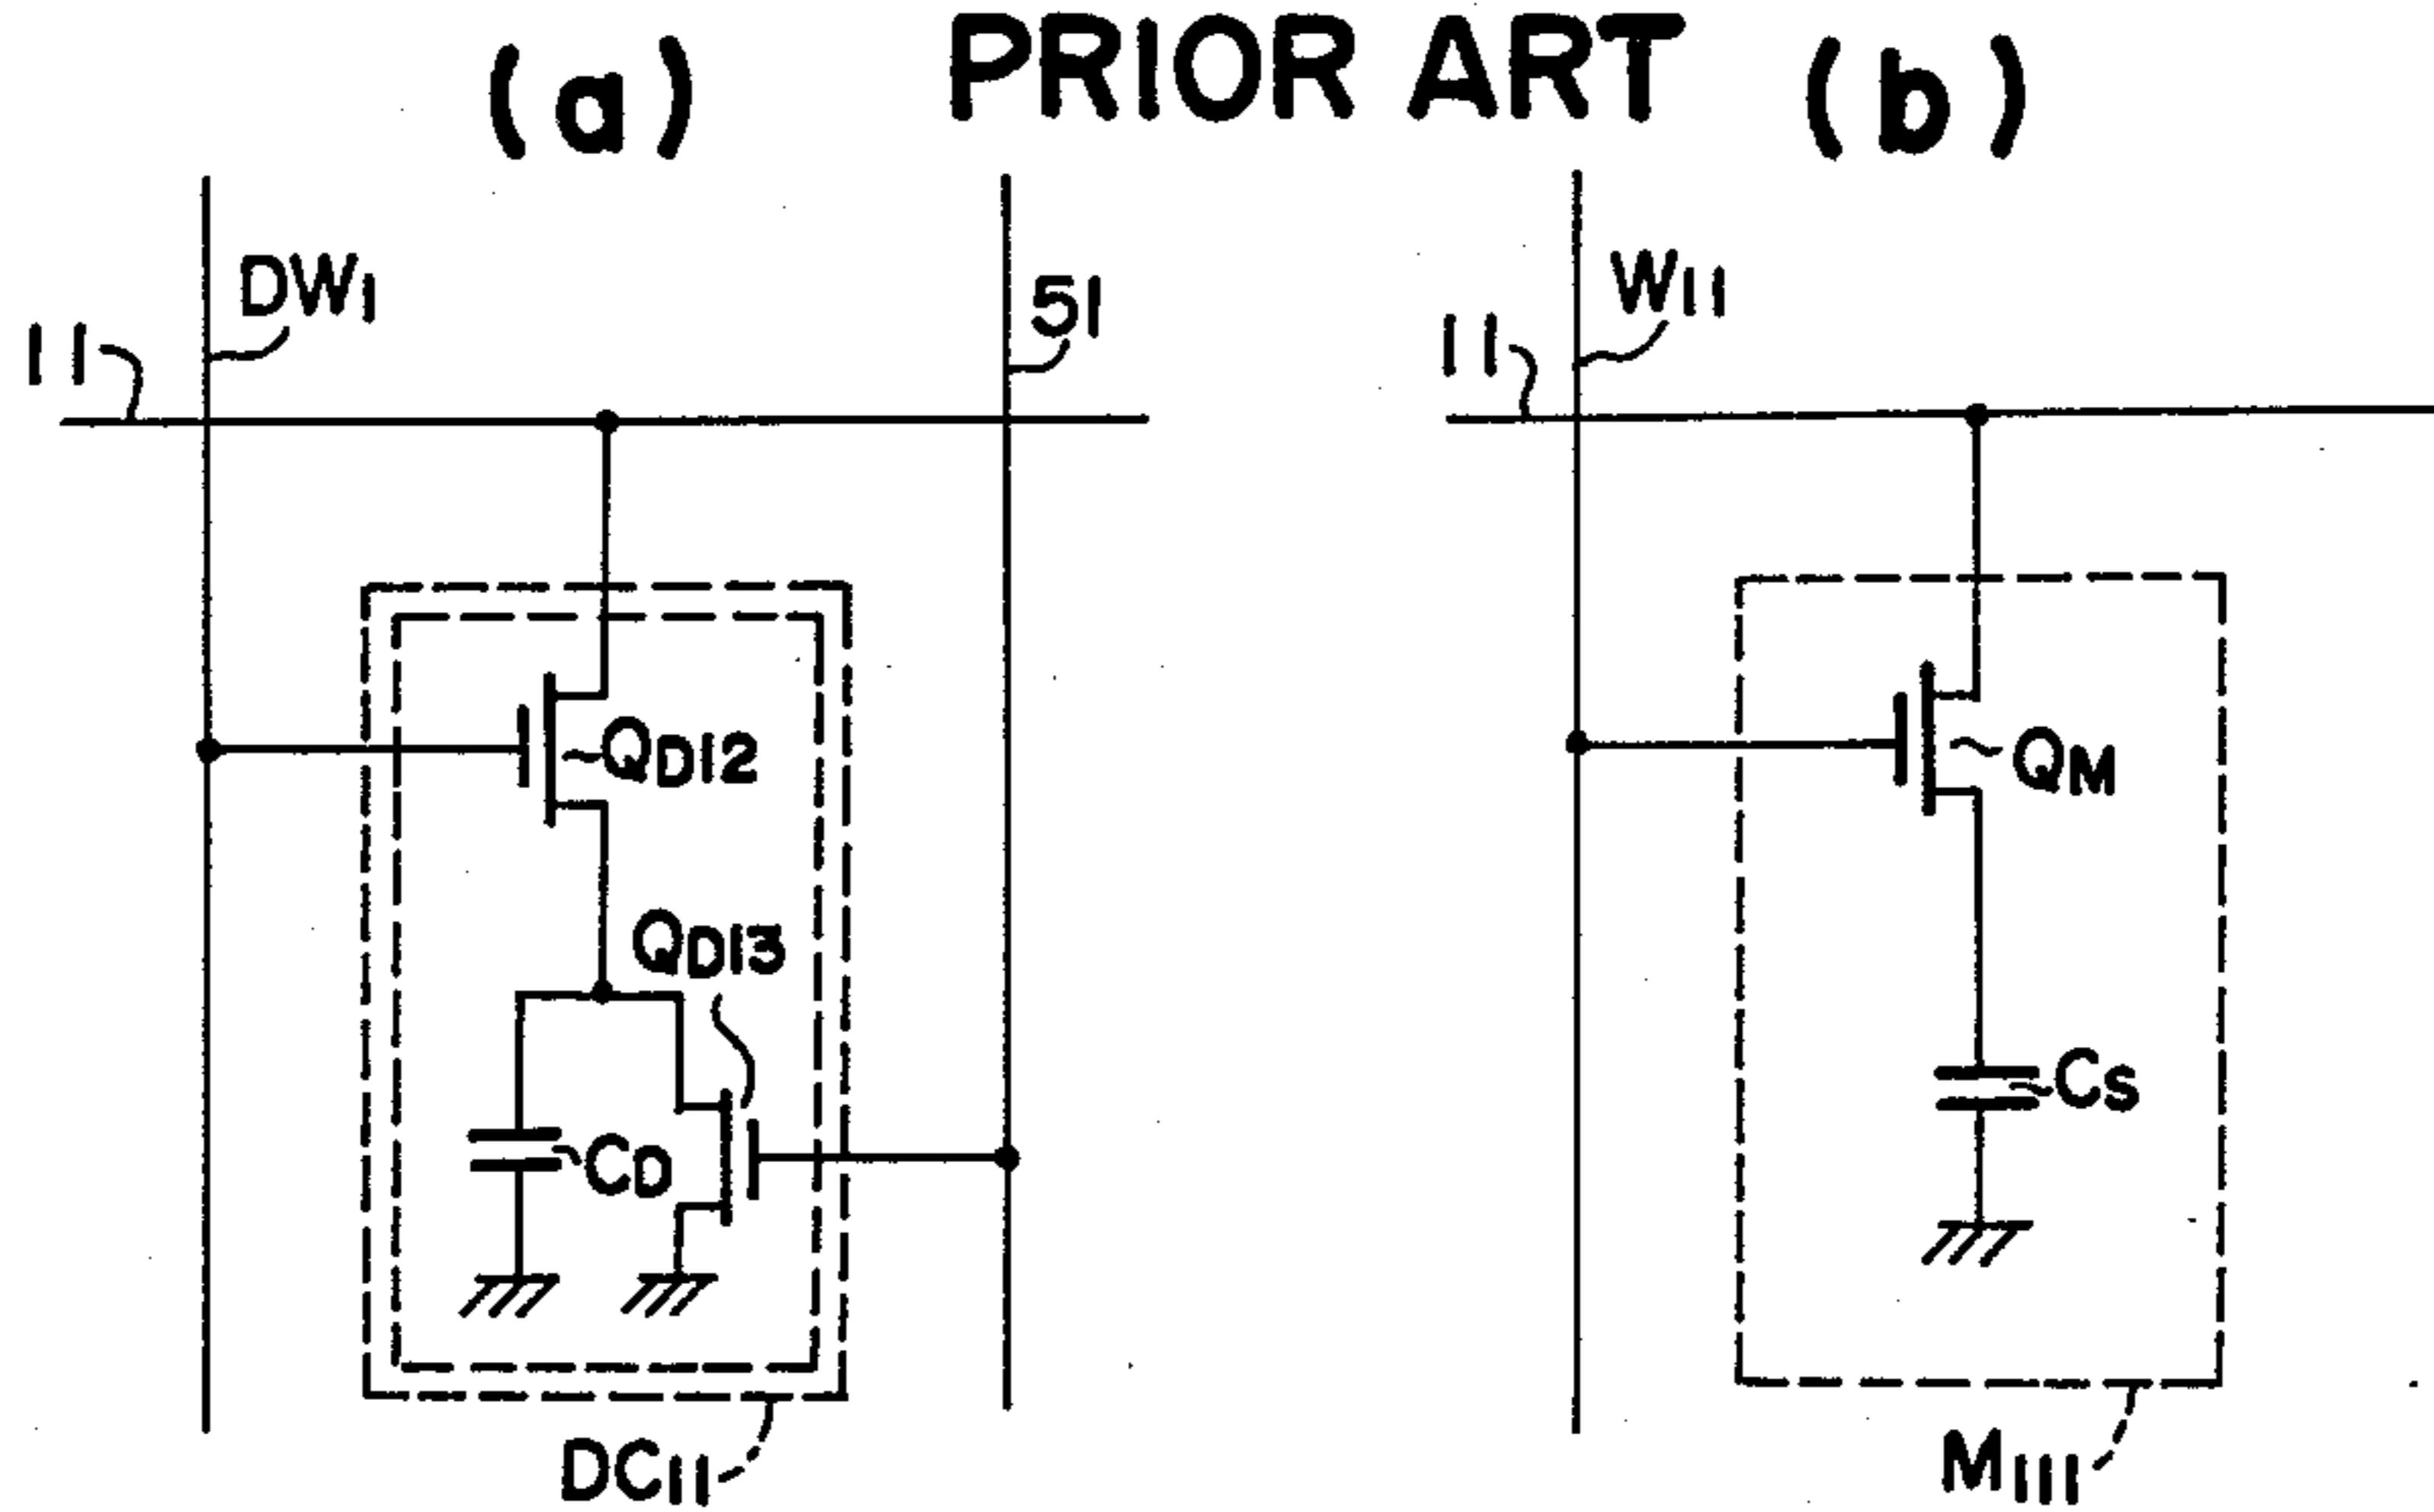 (a) PRIOR ART (b)
DW1
11
51
W11
11
QD12
QM
QD13
CD
CS
DC11
M111